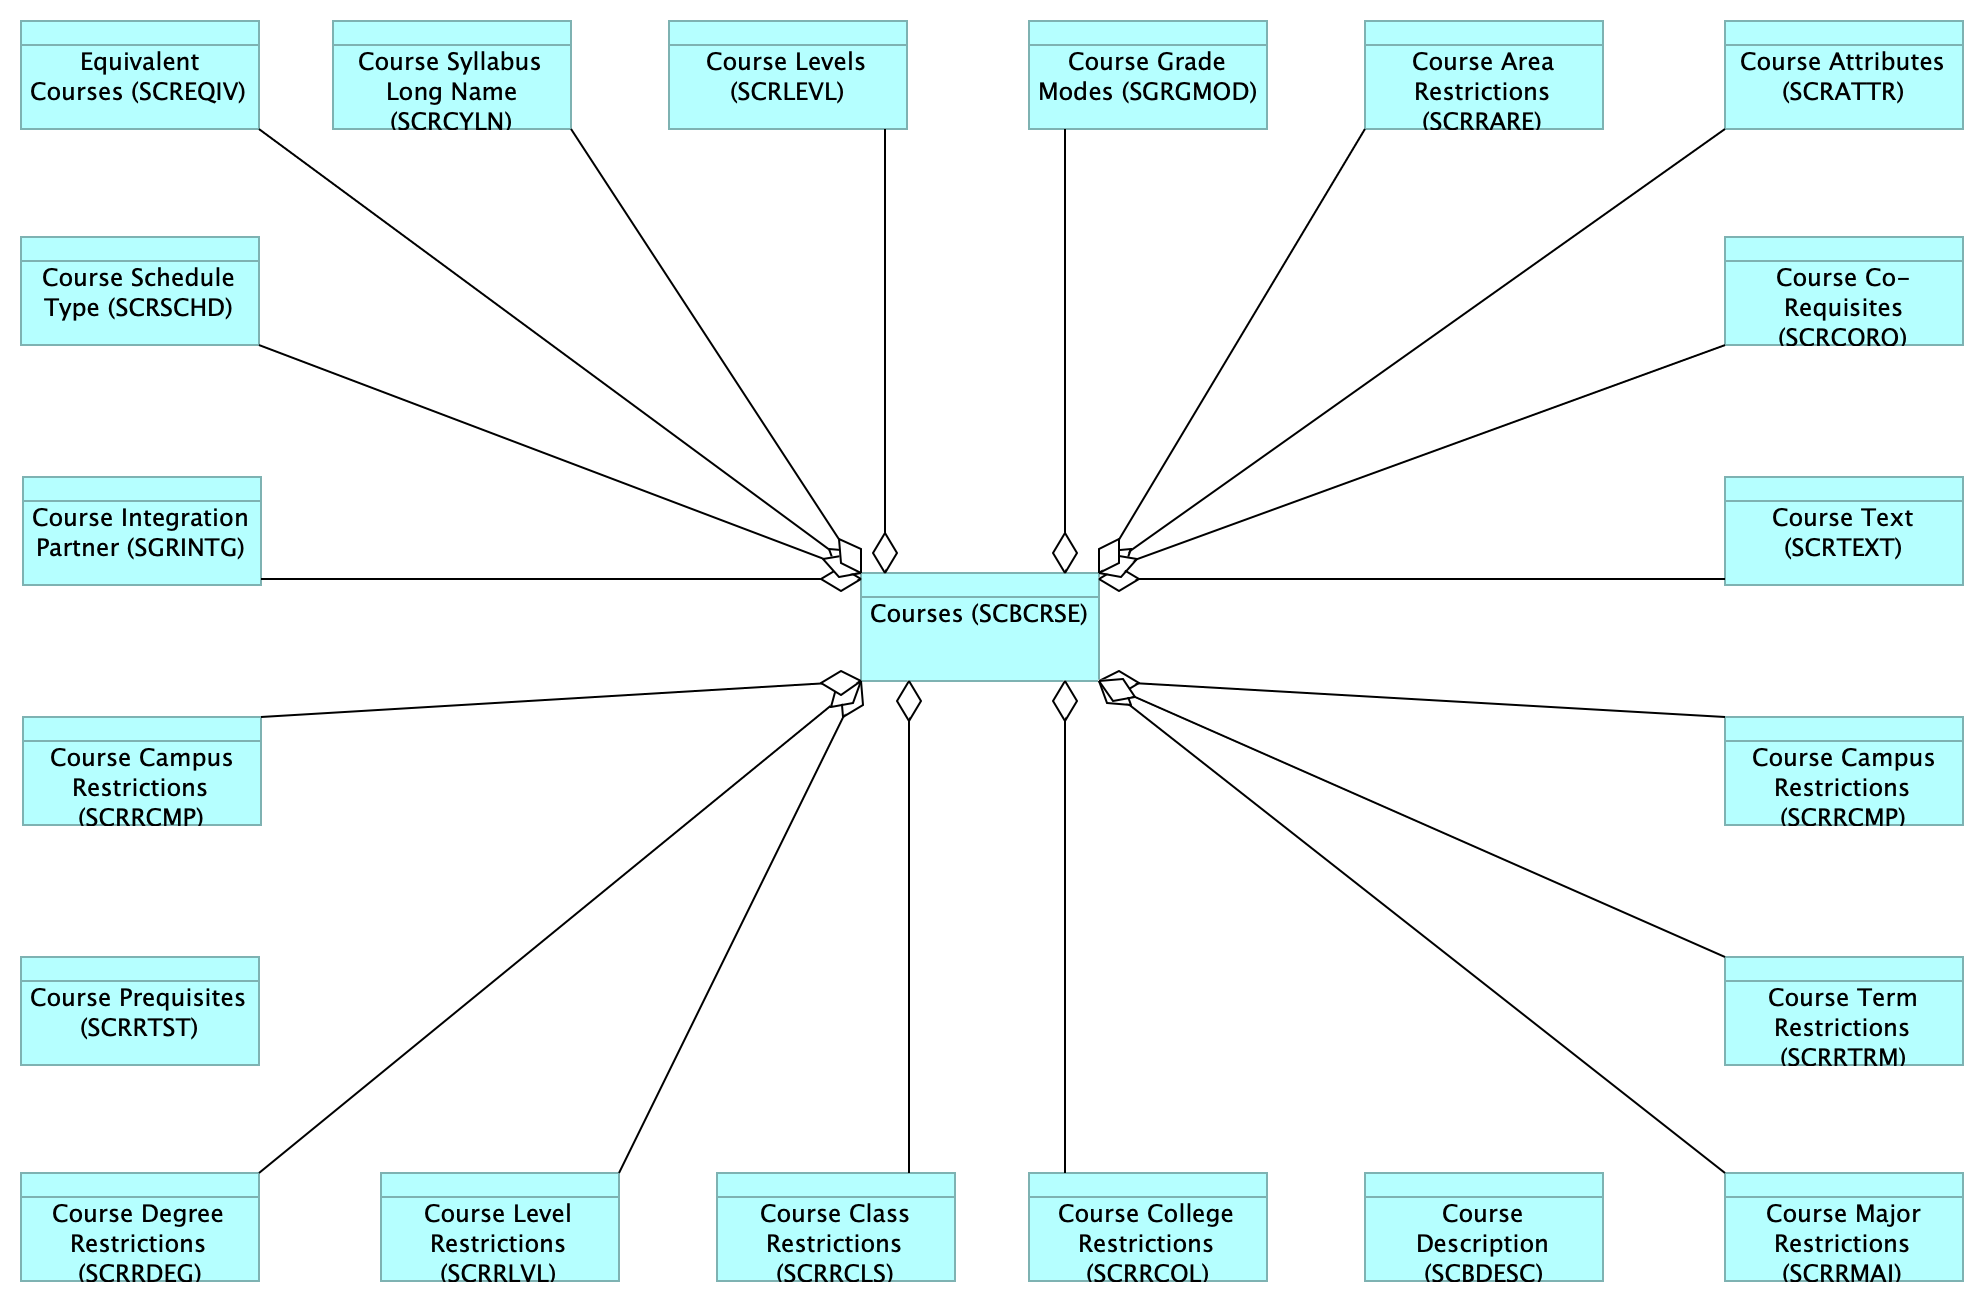 Equivalent
Courses (SCREQIV)
Course Syllabus
Long Name
(SCRCYLN)
Course Levels
(SCRLEVL)
Course Grade
Modes (SGRGMOD)
Course Area
Restrictions
(SCRRARE)
Course Attributes
(SCRATTR)
Course Schedule
Type (SCRSCHD)
Course Co-
Requisites
(SCRCORO)
Course Integration
Partner (SGRINTG)
Course Text
(SCRTEXT)
Courses (SCBCRSE)
Course Campus
Restrictions
(SCRRCMP)
Course Campus
Restrictions
(SCRRCMP)
Course Prequisites
(SCRRTST)
Course Term
Restrictions
(SCRRTRM)
Course Degree
Restrictions
(SCRRDEG)
Course Level
Restrictions
(SCRRLVL)
Course Class
Restrictions
(SCRRCLS)
Course College
Restrictions
(SCRRCOL)
Course
Description
(SCBDESC)
Course Major
Restrictions
(SCRRMAJ)